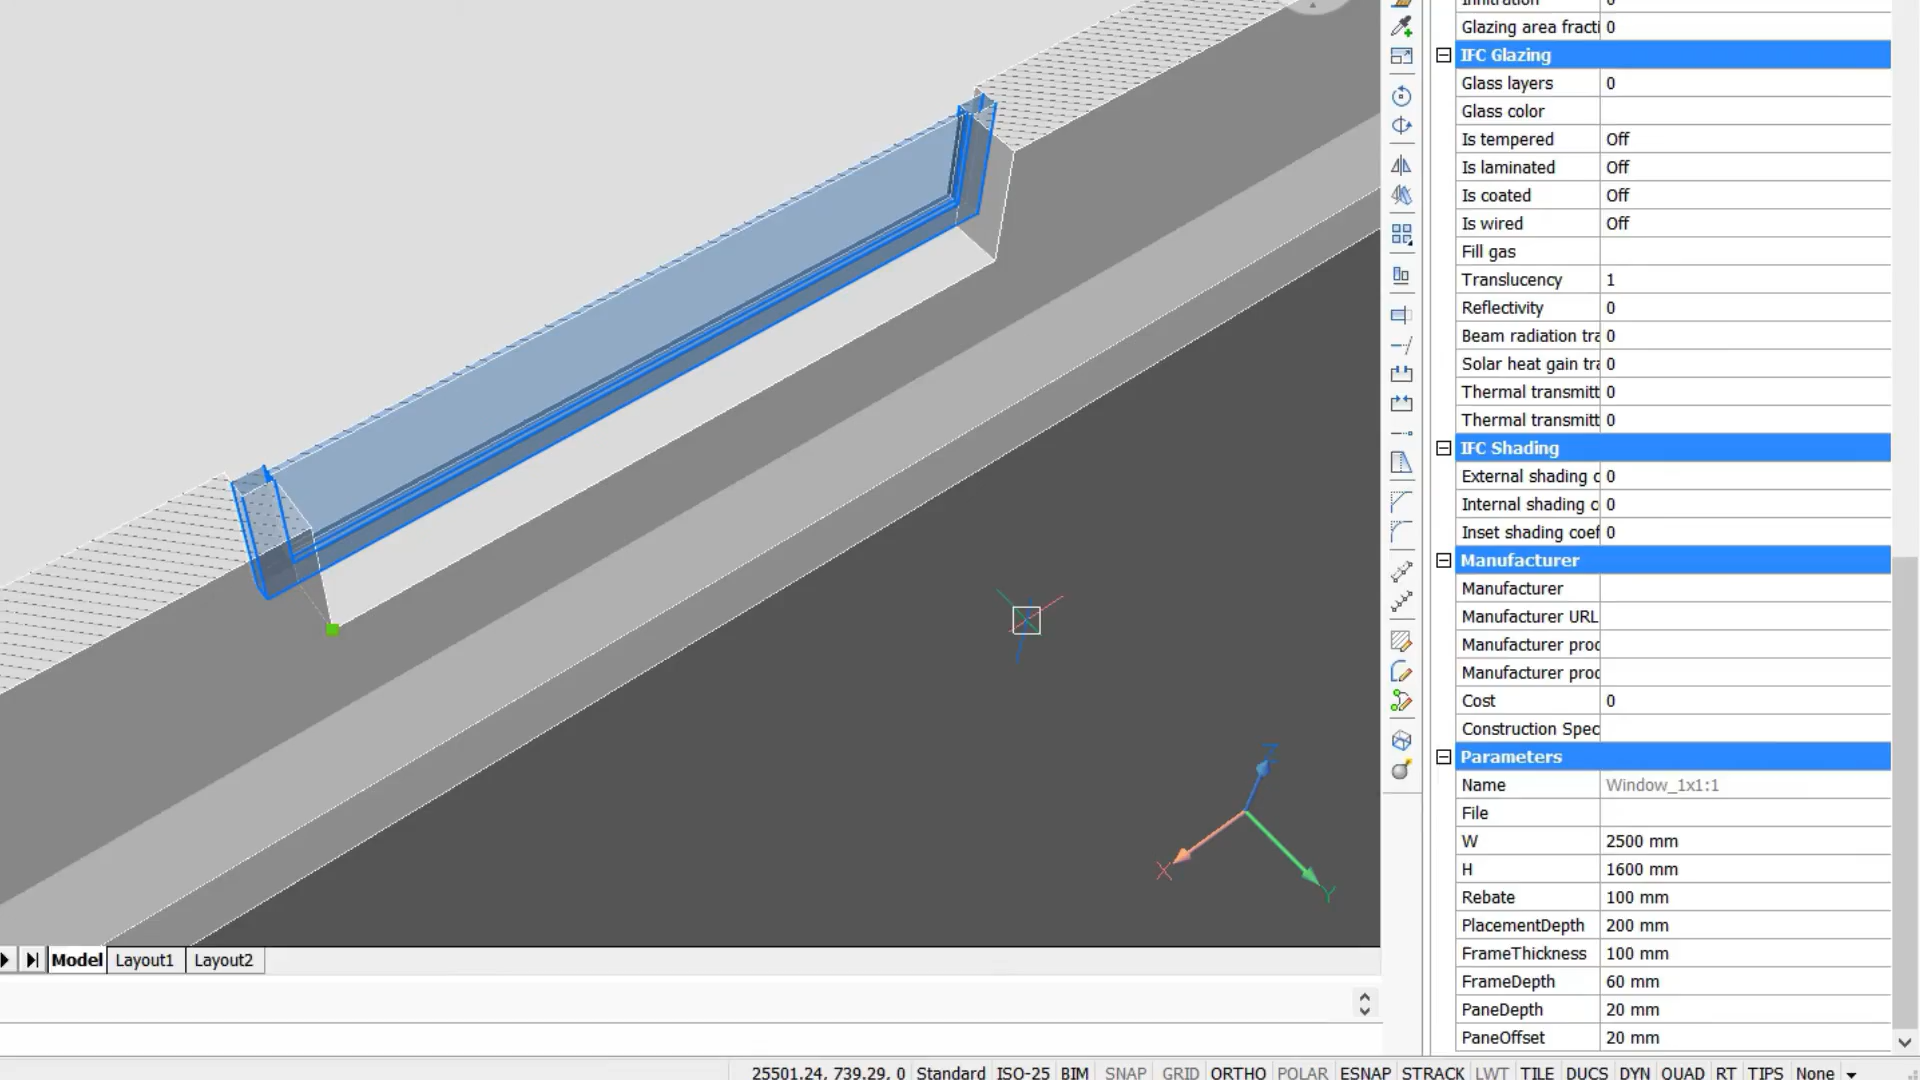 Infiltration 0
Glazing area fracti 0
IFC Glazing
Glass layers 0
Glass color
Is tempered Off
Is laminated Off
Is coated Off
Is wired Off
Fill gas
Translucency 1
Reflectivity 0
Beam radiation tra 0
Solar heat gain tra 0
Thermal transmitt 0
Thermal transmitt 0
IFC Shading
External shading c 0
Internal shading c 0
Inset shading coef 0
Manufacturer
Manufacturer
Manufacturer URL
Manufacturer proc
Manufacturer proc
Cost 0
Construction Spec
Parameters
Name Window_1x1:1
File
W 2500 mm
H 1600 mm
Rebate 100 mm
PlacementDepth 200 mm
FrameThickness 100 mm
FrameDepth 60 mm
PaneDepth 20 mm
PaneOffset 20 mm
Z
X
Y
Model Layout1 Layout2
25501.24, 739.29, 0 Standard ISO-25 BIM SNAP GRID ORTHO POLAR ESNAP STRACK LWT TILE DUCS DYN QUAD RT TIPS None